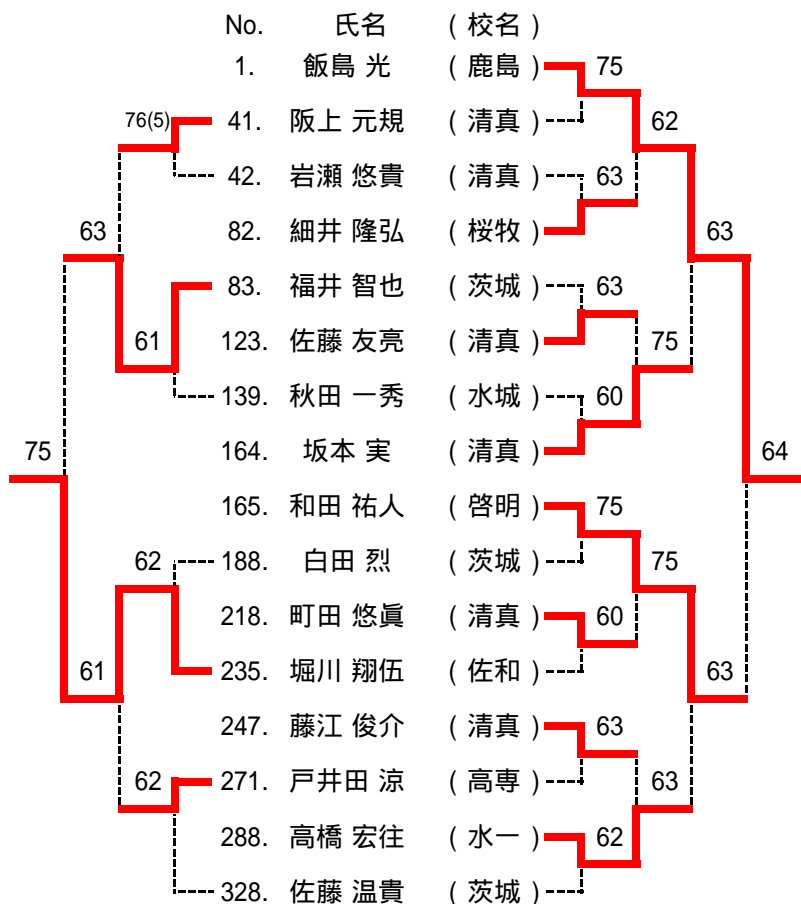 No. 氏名 (校名)
1. 飯島 光 (鹿島) 75
76(5) 41. 阪上 元規 (清真) 62
42. 岩瀬 悠貴 (清真) 63
63 82. 細井 隆弘 (桜牧) 63
83. 福井 智也 (茨城) 63
61 123. 佐藤 友亮 (清真) 75
139. 秋田 一秀 (水城) 60
75 164. 坂本 実 (清真) 64
165. 和田 祐人 (啓明) 75
62 188. 白田 烈 (茨城) 75
218. 町田 悠眞 (清真) 60
61 235. 堀川 翔伍 (佐和) 63
247. 藤江 俊介 (清真) 63
62 271. 戸井田 涼 (高専) 63
288. 高橋 宏往 (水一) 62
328. 佐藤 温貴 (茨城)